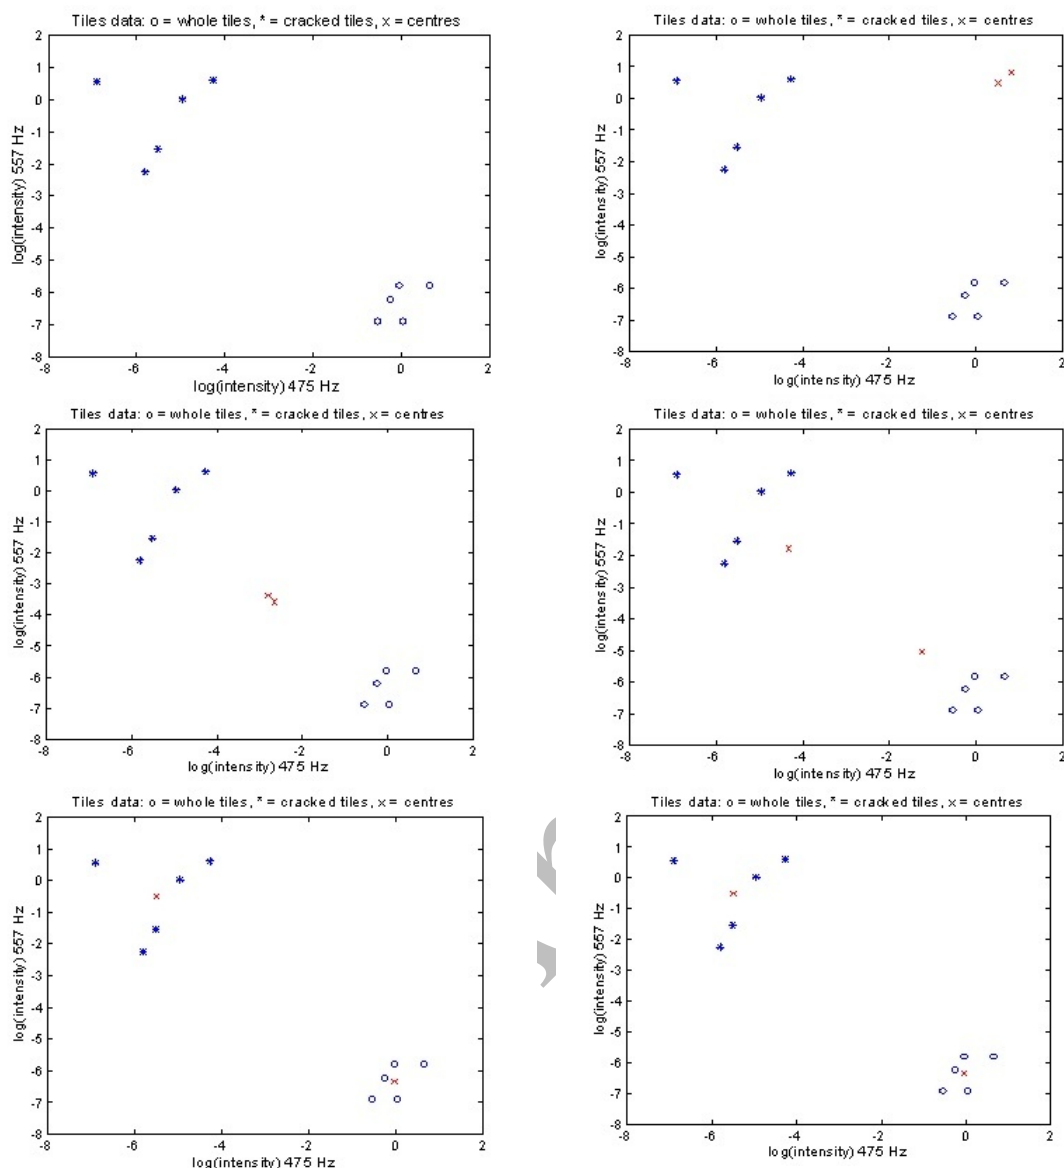 Tiles data: o = whole tiles, * = cracked tiles, x = centres
2
1
0
-1
-2
-3
-4
-5
-6
-7
-8
log(intensity) 557 Hz
-8 -6 -4 -2 0 2
log(intensity) 475 Hz
Tiles data: o = whole tiles, * = cracked tiles, x = centres
2
1
0
-1
-2
-3
-4
-5
-6
-7
-8
log(intensity) 557 Hz
-8 -6 -4 -2 0 2
log(intensity) 475 Hz
Tiles data: o = whole tiles, * = cracked tiles, x = centres
2
1
0
-1
-2
-3
-4
-5
-6
-7
-8
log(intensity) 557 Hz
-8 -6 -4 -2 0 2
log(intensity) 475 Hz
Tiles data: o = whole tiles, * = cracked tiles, x = centres
2
1
0
-1
-2
-3
-4
-5
-6
-7
-8
log(intensity) 557 Hz
-8 -6 -4 -2 0 2
log(intensity) 475 Hz
Tiles data: o = whole tiles, * = cracked tiles, x = centres
2
1
0
-1
-2
-3
-4
-5
-6
-7
-8
log(intensity) 557 Hz
-8 -6 -4 -2 0 2
log(intensity) 475 Hz
Tiles data: o = whole tiles, * = cracked tiles, x = centres
2
1
0
-1
-2
-3
-4
-5
-6
-7
-8
log(intensity) 557 Hz
-8 -6 -4 -2 0 2
log(intensity) 475 Hz